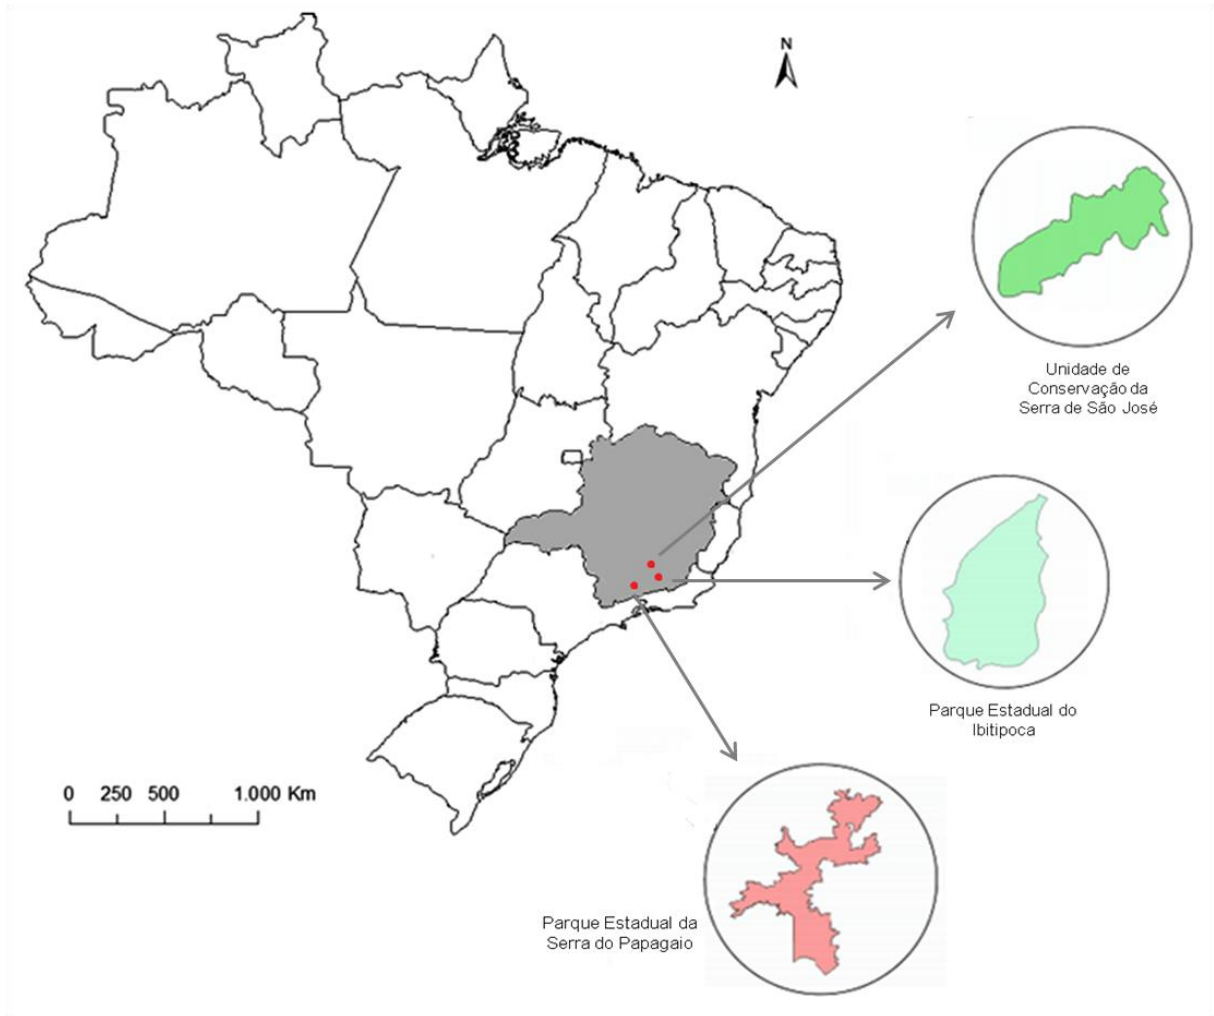 N
Unidade de
Conservação da
Serra de São José
Parque Estadual do
Ibitipoca
0 250 500 1.000 Km
Parque Estadual da
Serra do Papagaio